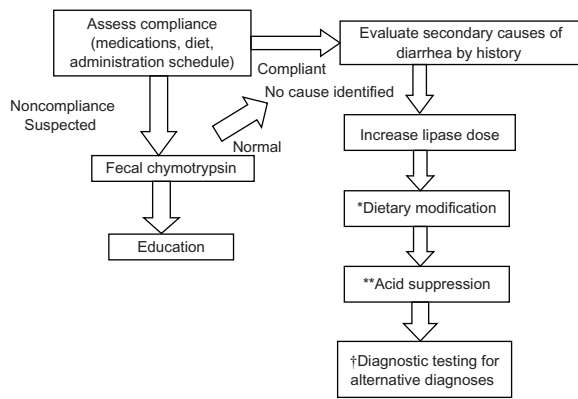 Assess compliance
(medications, diet,
administration schedule)
Compliant
Evaluate secondary causes of
diarrhea by history
Noncompliance
Suspected
No cause identified
Normal
Fecal chymotrypsin
Education
Increase lipase dose
*Dietary modification
**Acid suppression
†Diagnostic testing for
alternative diagnoses